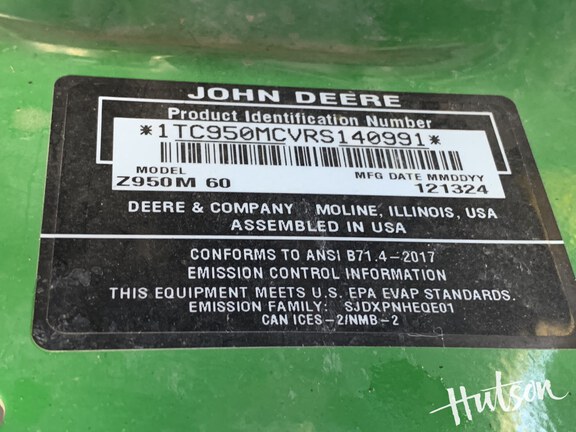 JOHN DEERE
Product Identification Number
*1TC950MCVRS140991*
MODEL MFG DATE MMDDYY
Z950M 60 121324
DEERE & COMPANY MOLINE, ILLINOIS, USA
ASSEMBLED IN USA
CONFORMS TO ANSI B71.4-2017
EMISSION CONTROL INFORMATION
THIS EQUIPMENT MEETS U.S. EPA EVAP STANDARDS.
EMISSION FAMILY: SJDXPNHEQE01
CAN ICES-2/NMB-2
Hutson